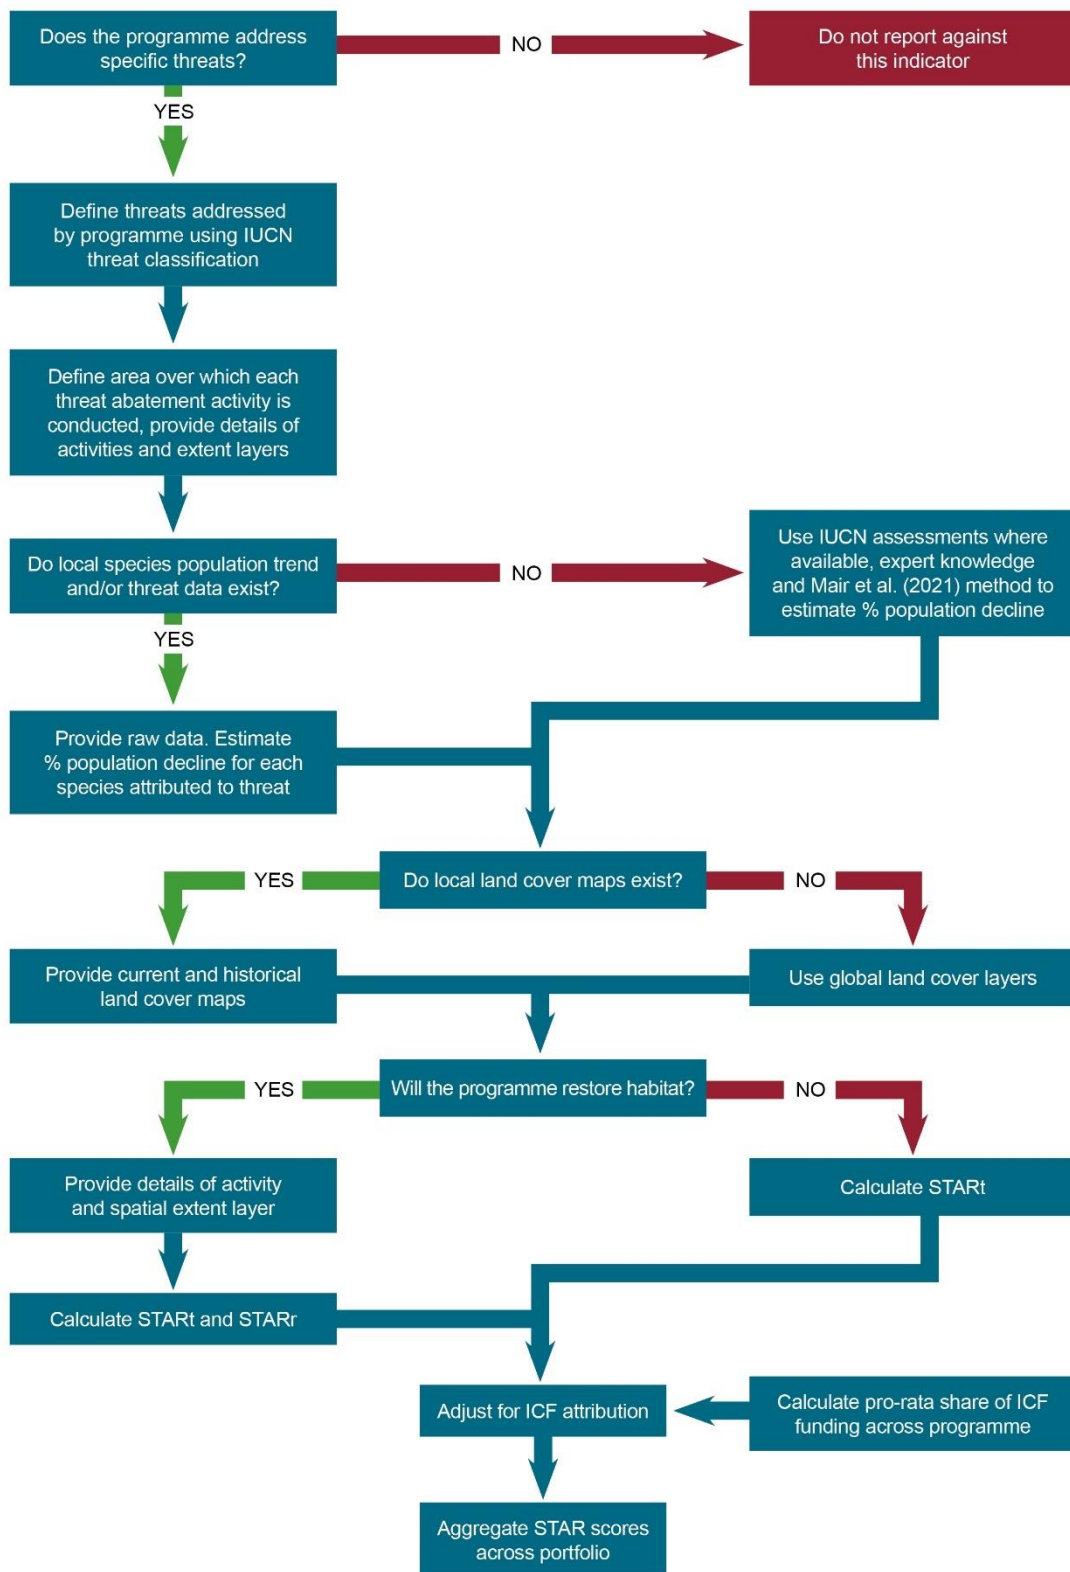 Does the programme address
specific threats?
NO
Do not report against
this indicator
YES
Define threats addressed
by programme using IUCN
threat classification
Define area over which each
threat abatement activity is
conducted, provide details of
activities and extent layers
Do local species population trend
and/or threat data exist?
NO
Use IUCN assessments where
available, expert knowledge
and Mair et al. (2021) method to
estimate % population decline
YES
Provide raw data. Estimate
% population decline for each
species attributed to threat
Do local land cover maps exist?
YES
NO
Provide current and historical
land cover maps
Use global land cover layers
Will the programme restore habitat?
YES
NO
Provide details of activity
and spatial extent layer
Calculate STARt
Calculate STARt and STARr
Adjust for ICF attribution
Calculate pro-rata share of ICF
funding across programme
Aggregate STAR scores
across portfolio